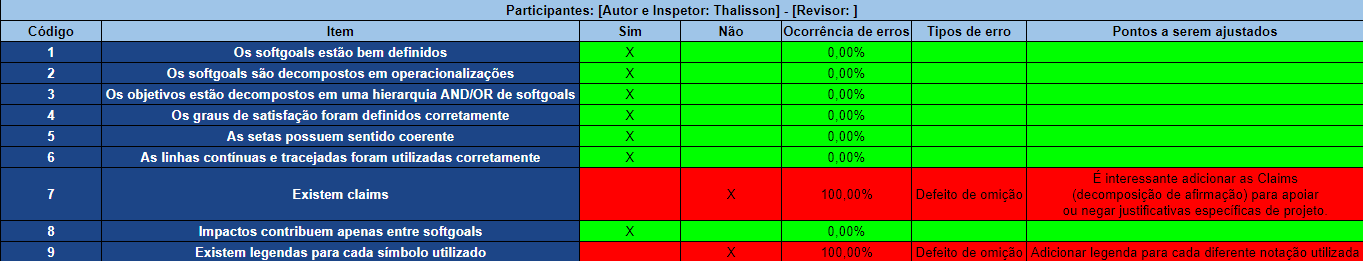 Participantes: [Autor e Inspetor: Thalisson] - [Revisor: ]
Código Item Sim Não Ocorrência de erros Tipos de erro Pontos a serem ajustados
1 Os softgoals estão bem definidos X 0,00%
2 Os softgoals são decompostos em operacionalizações X 0,00%
3 Os objetivos estão decompostos em uma hierarquia AND/OR de softgoals X 0,00%
4 Os graus de satisfação foram definidos corretamente X 0,00%
5 As setas possuem sentido coerente X 0,00%
6 As linhas contínuas e tracejadas foram utilizadas corretamente X 0,00%
É interessante adicionar as Claims
7 Existem claims X 100,00% Defeito de omição (decomposição de afirmação) para apoiar
ou negar justificativas específicas de projeto.
8 Impactos contribuem apenas entre softgoals X 0,00%
9 Existem legendas para cada símbolo utilizado X 100,00% Defeito de omição Adicionar legenda para cada diferente notação utilizada